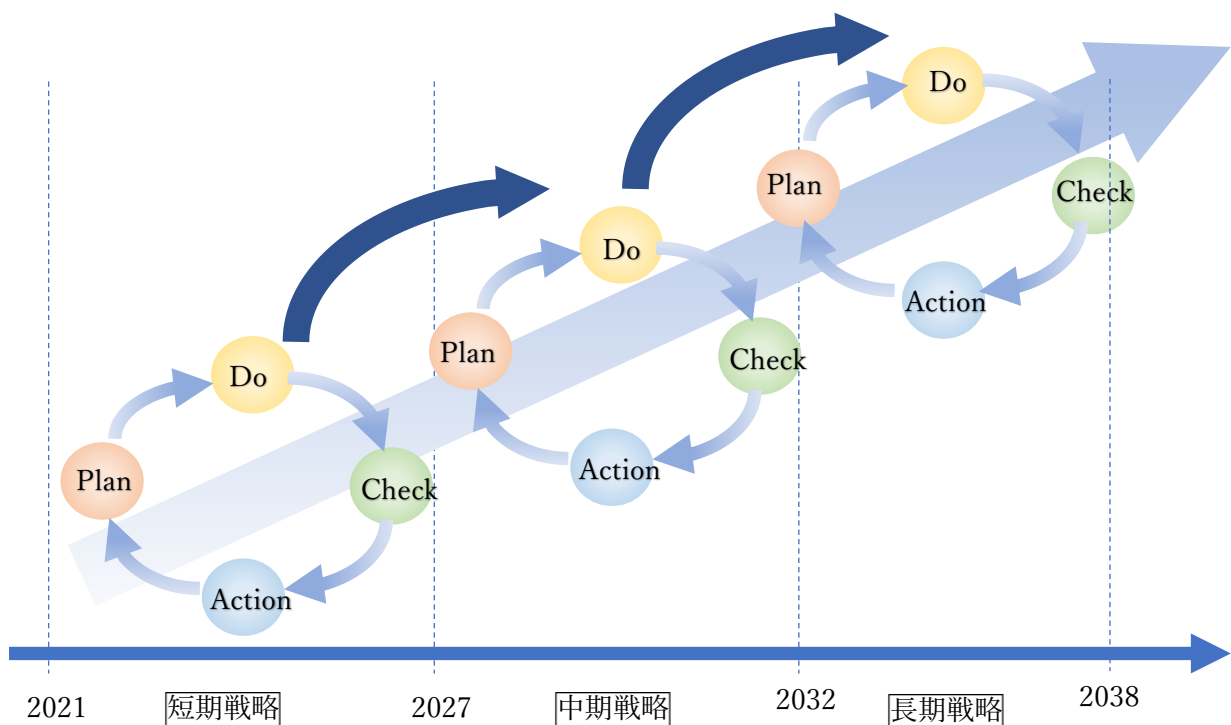 Do
Plan
Check
Action
Do
Plan
Check
Action
Do
Plan
Check
Action
2021
短期戦略
2027
中期戦略
2032
長期戦略
2038